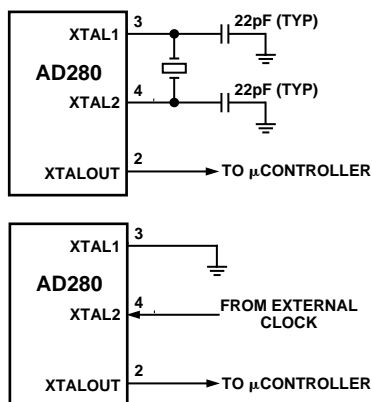 3
XTAL1
22pF (TYP)
AD280
4
XTAL2
22pF (TYP)
2
XTALOUT
TO μCONTROLLER
3
XTAL1
AD280
4
XTAL2
FROM EXTERNAL
CLOCK
2
XTALOUT
TO μCONTROLLER